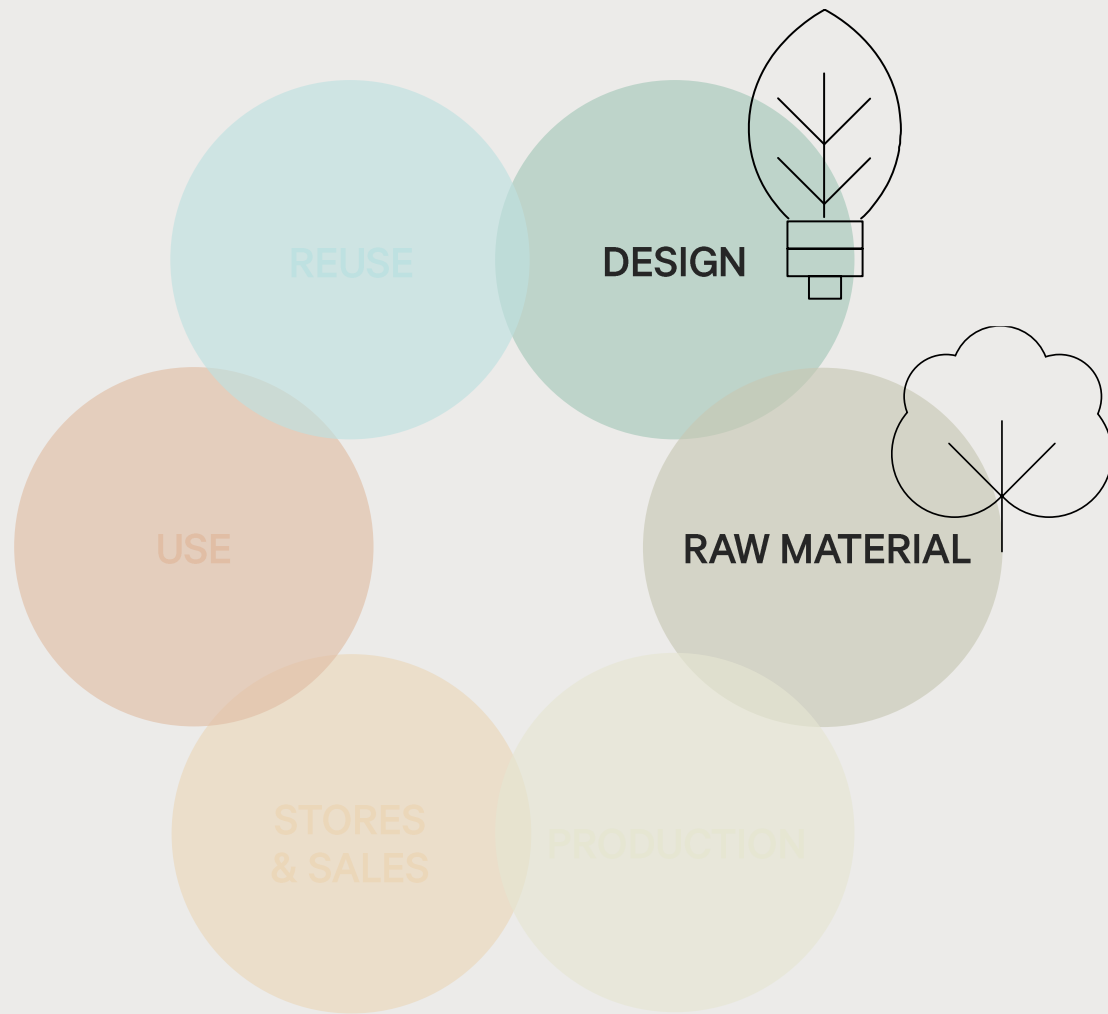 REUSE
DESIGN
USE
RAW MATERIAL
STORES
& SALES
PRODUCTION